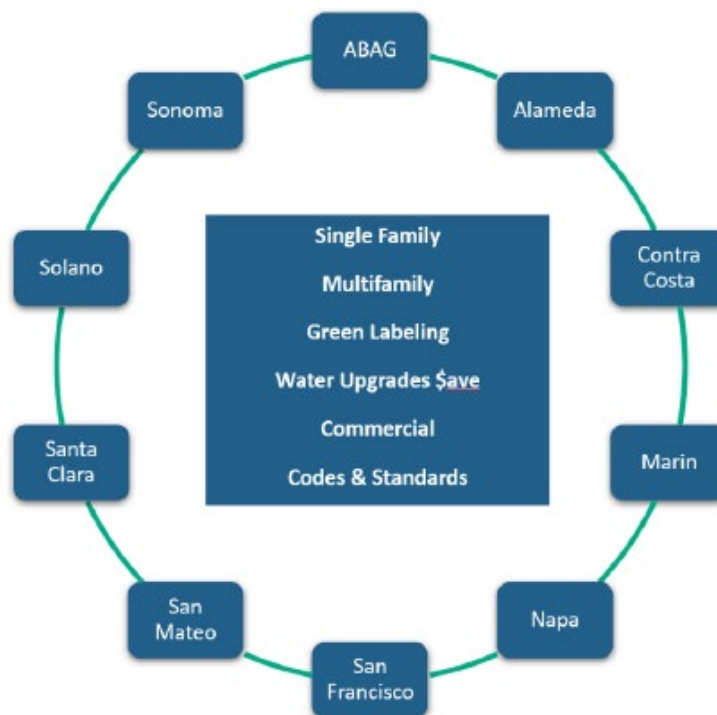 ABAG
Alameda
Contra
Costa
Marin
Napa
San
Francisco
San
Mateo
Santa
Clara
Solano
Sonoma
Single Family
Multifamily
Green Labeling
Water Upgrades $ave
Commercial
Codes & Standards